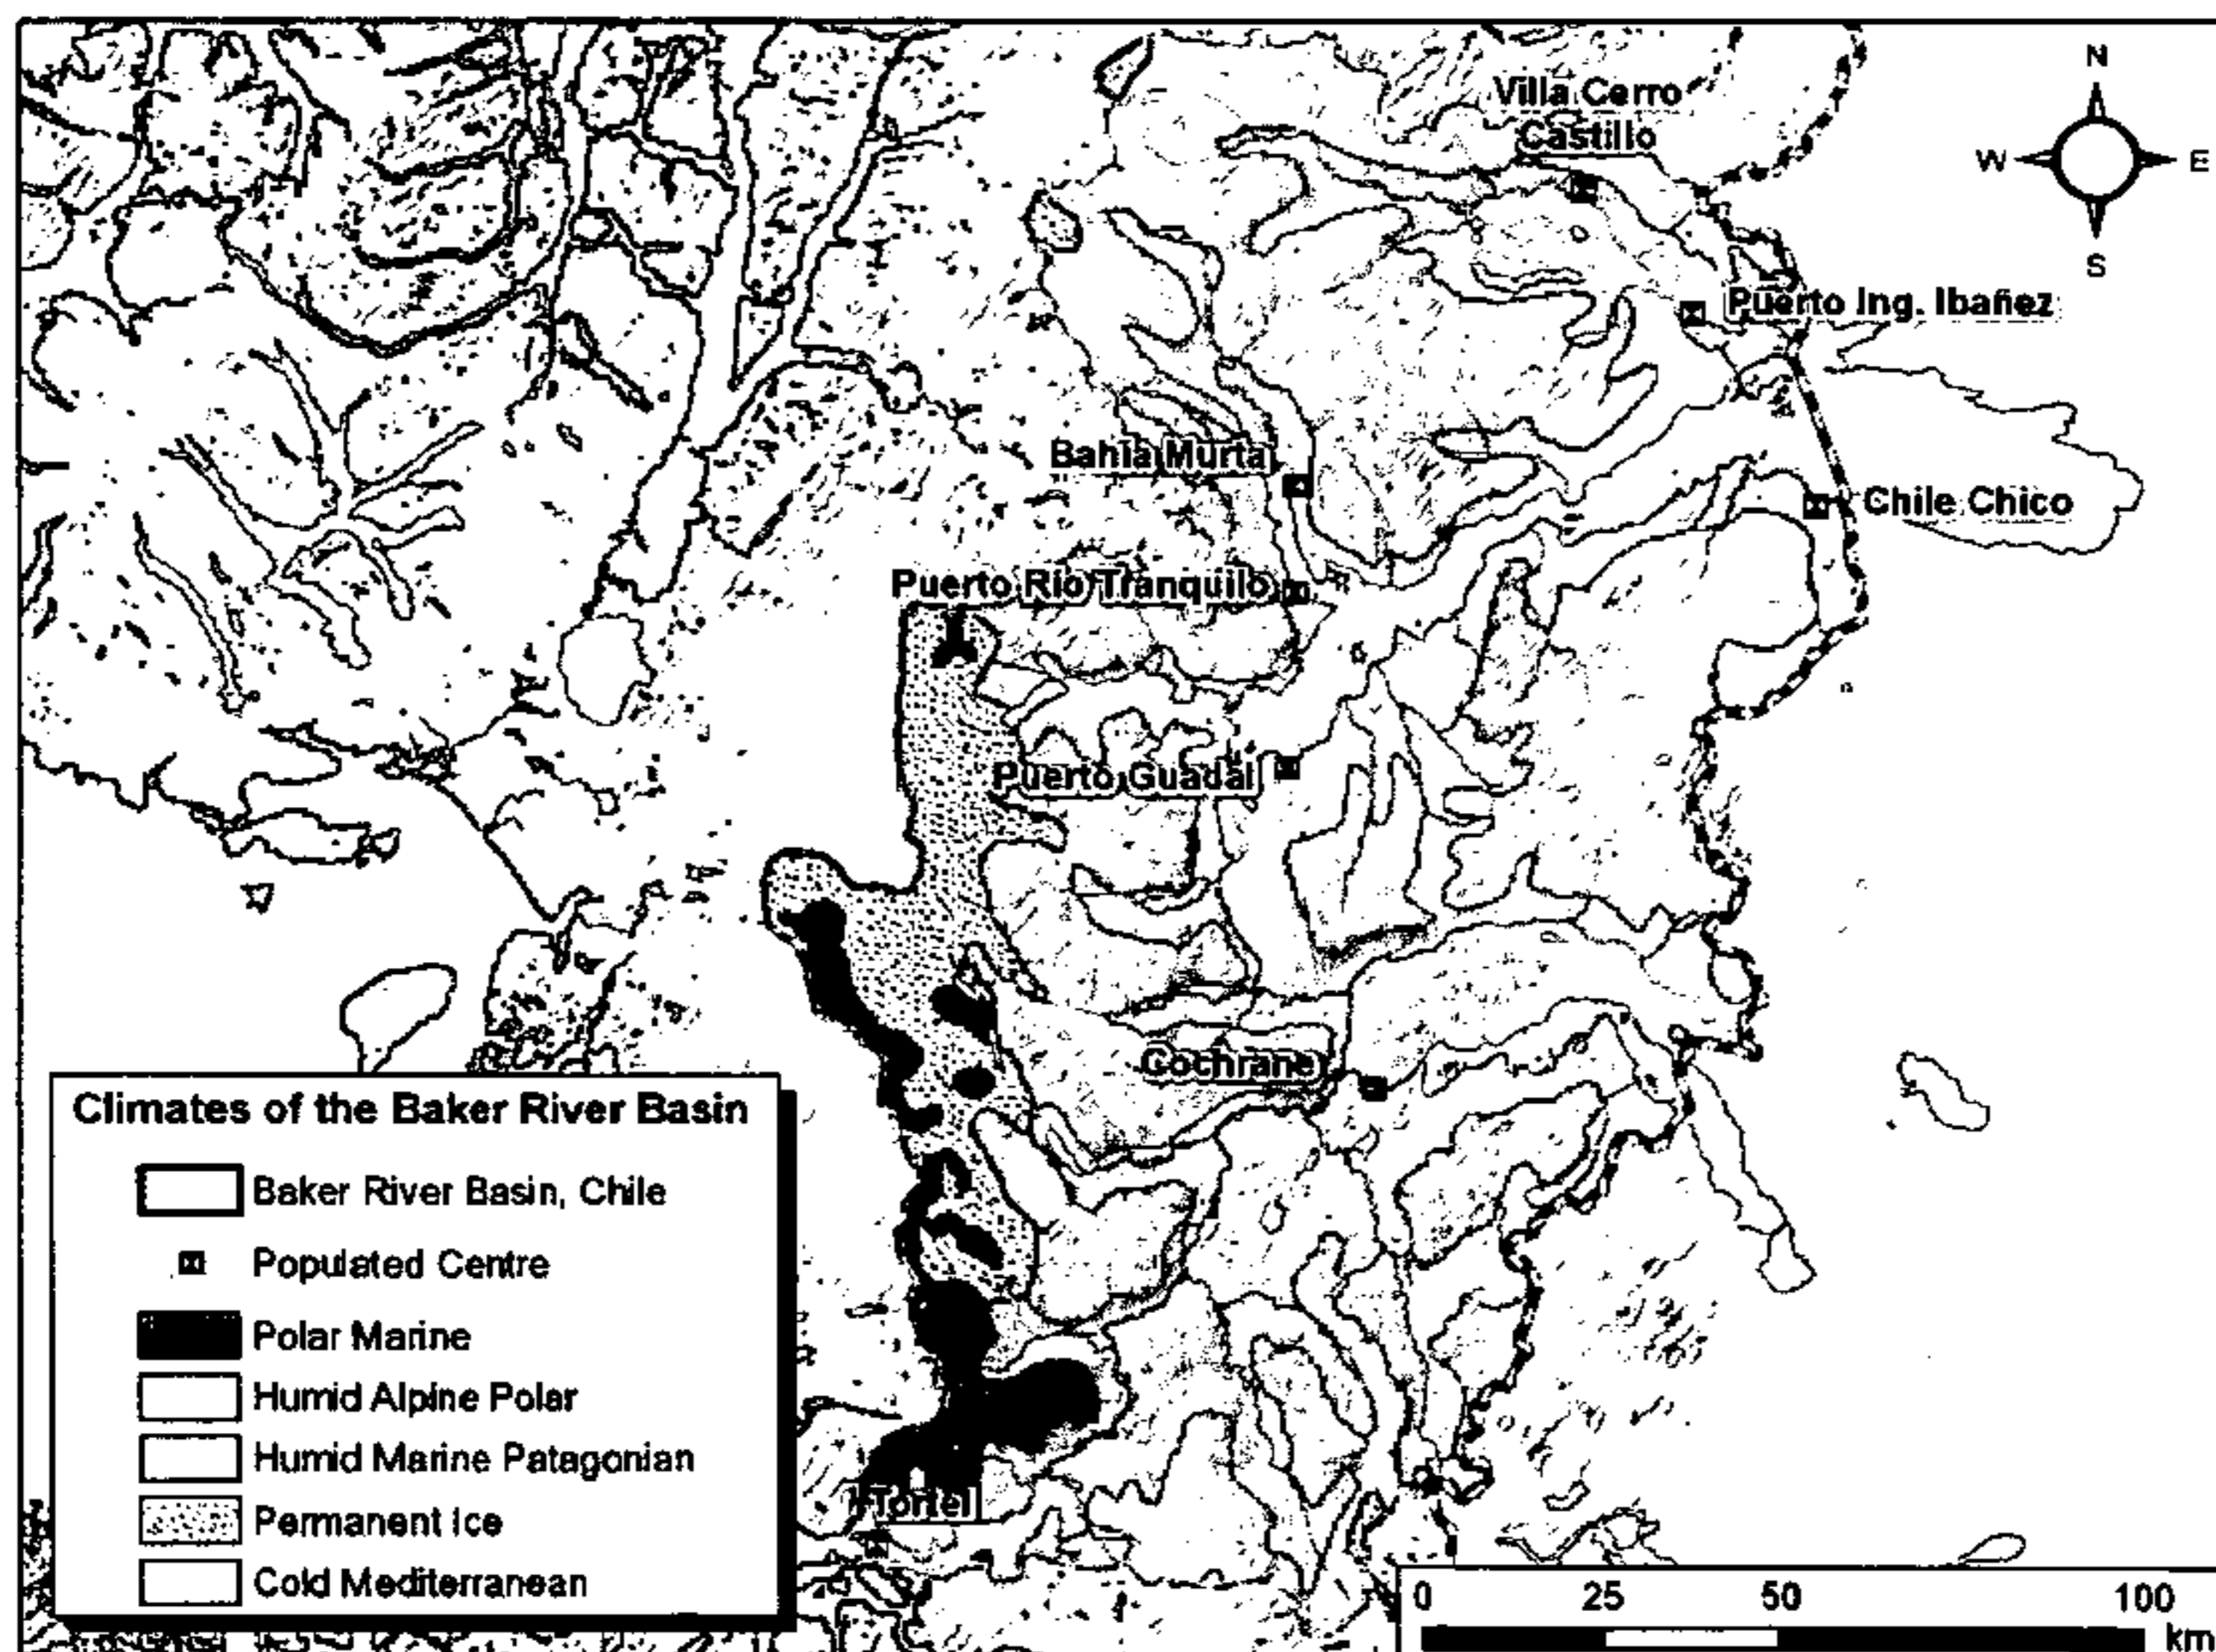 N
Villa Cerro
Castillo
W E
S
Puerto Ing. Ibañez
Bahía Murta
Chile Chico
Puerto Río Tranquilo
Puerto Guadal
Cochrane
Climates of the Baker River Basin
Baker River Basin, Chile
Populated Centre
Polar Marine
Humid Alpine Polar
Humid Marine Patagonian
Permanent Ice
Cold Mediterranean
Tortel
0 25 50 100
km